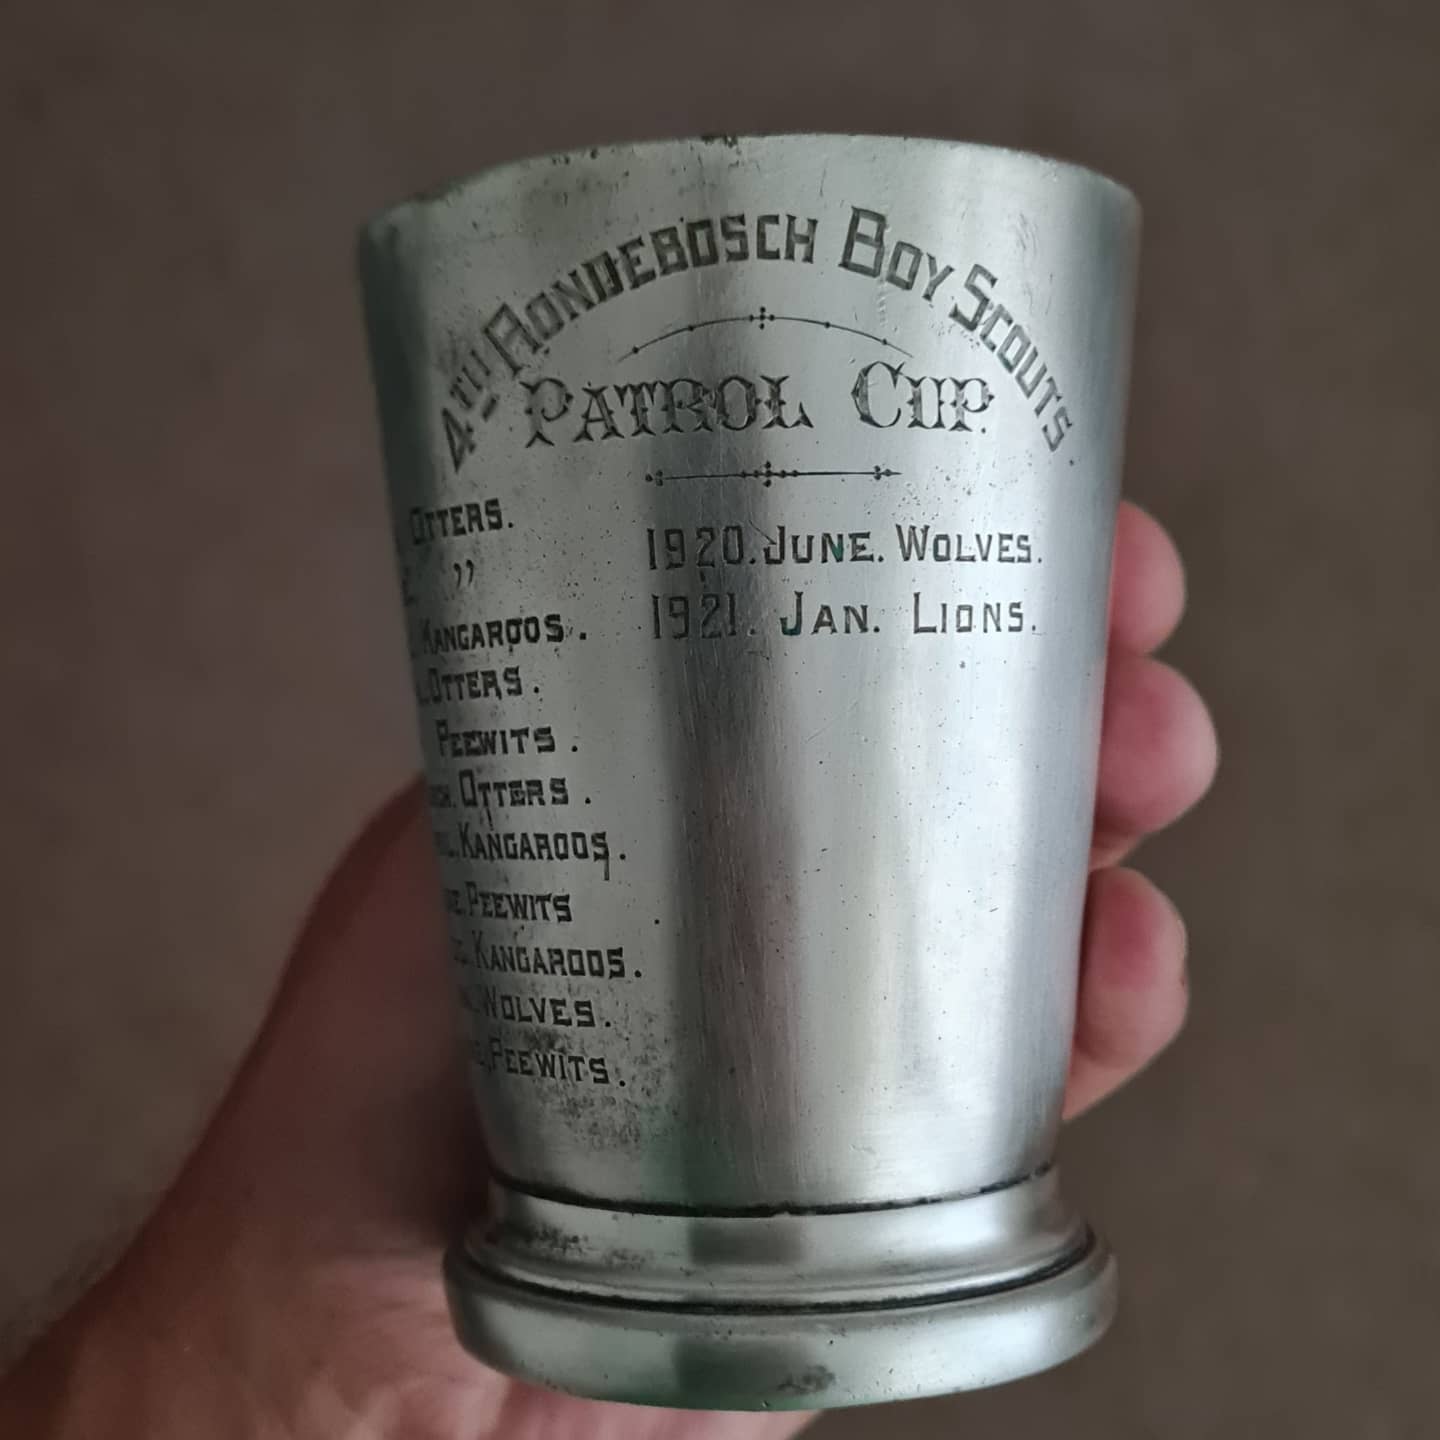 4TH RONDEBOSCH BOY SCOUTS.
PATROL CUP.
OTTERS.
"
KANGAROOS.
OTTERS.
PEEWITS.
OTTERS.
KANGAROOS.
PEEWITS
KANGAROOS.
WOLVES.
PEEWITS.
1920. JUNE. WOLVES.
1921. JAN. LIONS.